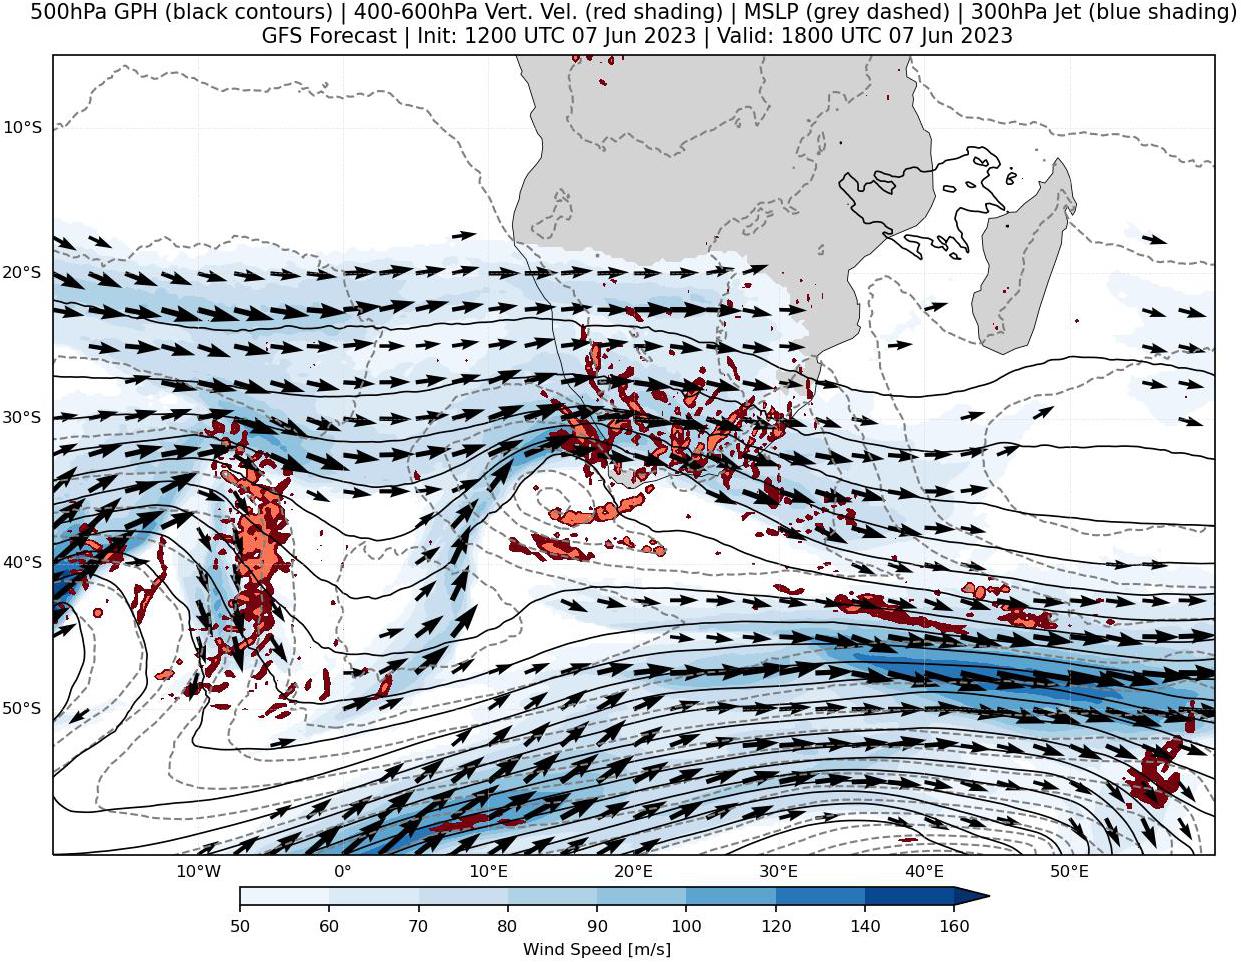 500hPa GPH (black contours) | 400-600hPa Vert. Vel. (red shading) | MSLP (grey dashed) | 300hPa Jet (blue shading)
GFS Forecast | Init: 1200 UTC 07 Jun 2023 | Valid: 1800 UTC 07 Jun 2023
10°S
20°S
30°S
40°S
50°S
10°W 0° 10°E 20°E 30°E 40°E 50°E
50 60 70 80 90 100 120 140 160
Wind Speed [m/s]